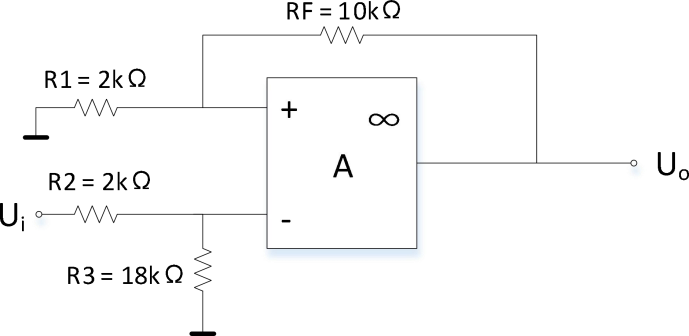 RF = 10kΩ
R1 = 2kΩ
+
∞
A
R2 = 2kΩ
Ui
-
Uo
R3 = 18kΩ